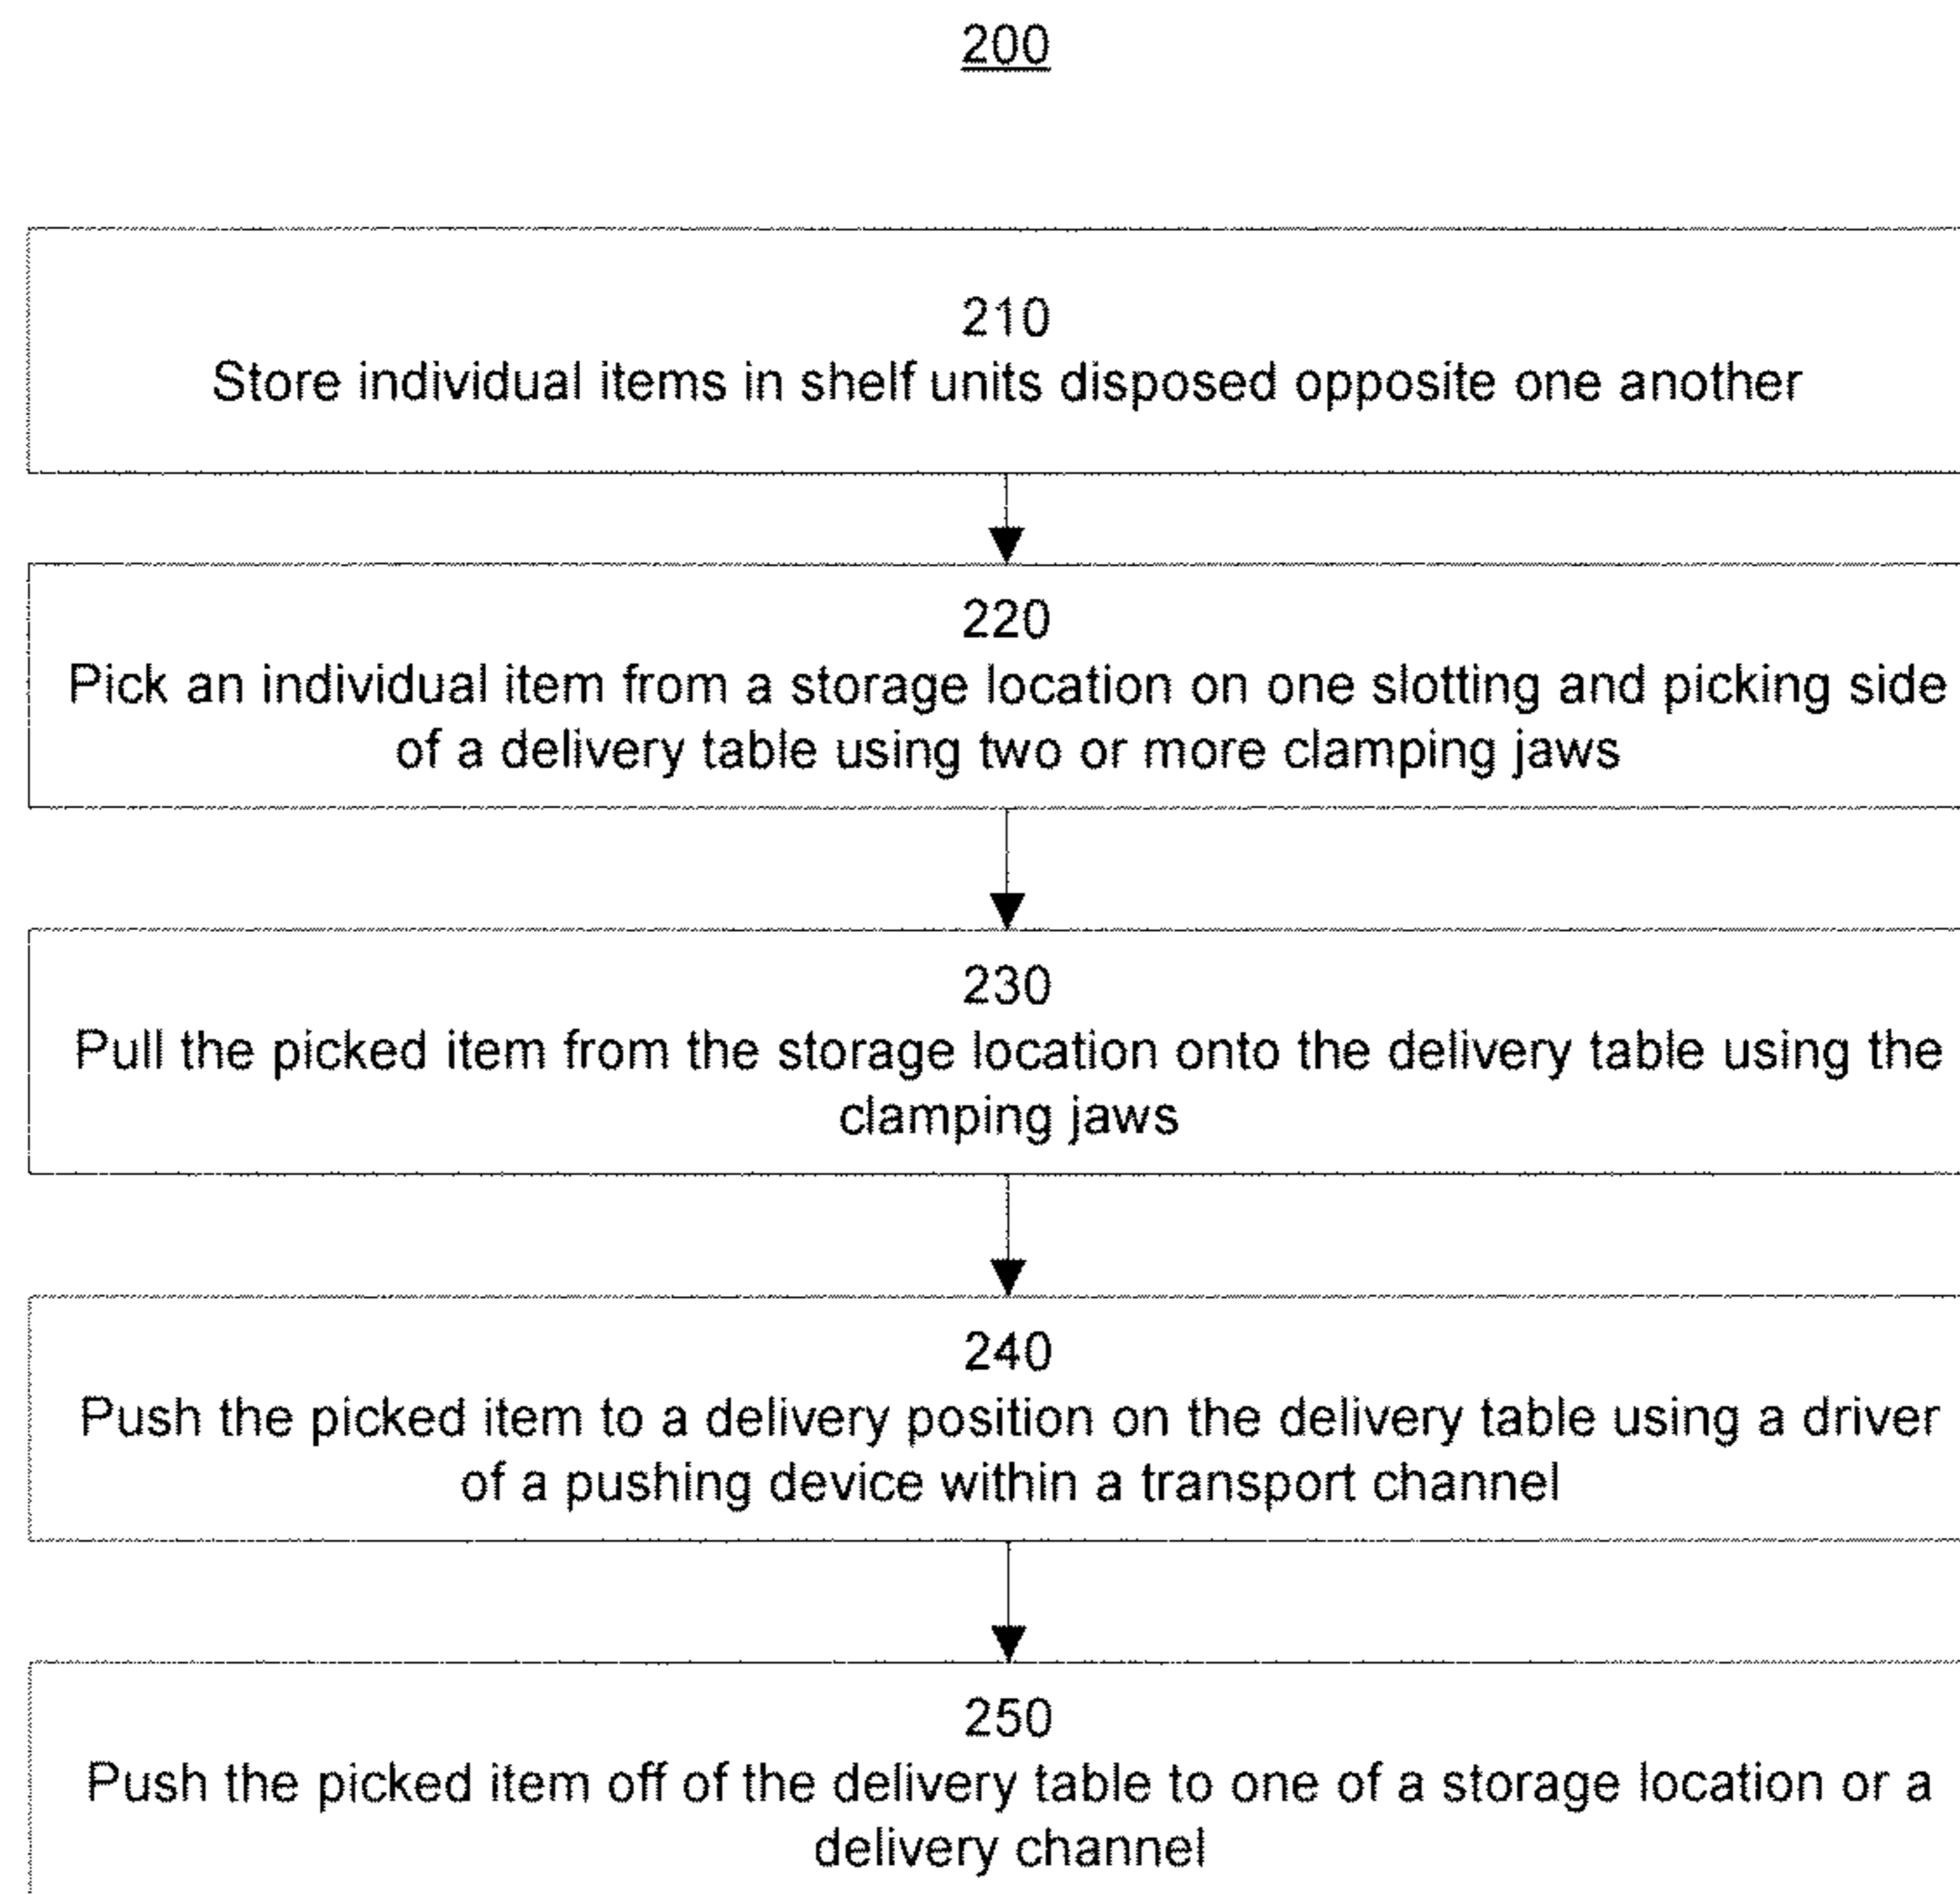 200
210
Store individual items in shelf units disposed opposite one another
220
Pick an individual item from a storage location on one slotting and picking side
of a delivery table using two or more clamping jaws
230
Pull the picked item from the storage location onto the delivery table using the
clamping jaws
240
Push the picked item to a delivery position on the delivery table using a driver
of a pushing device within a transport channel
250
Push the picked item off of the delivery table to one of a storage location or a
delivery channel